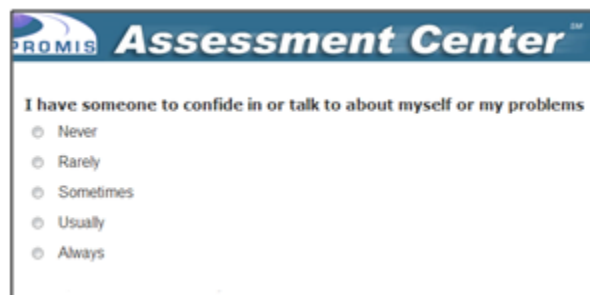 PROMIS Assessment Center℠
I have someone to confide in or talk to about myself or my problems
Never
Rarely
Sometimes
Usually
Always